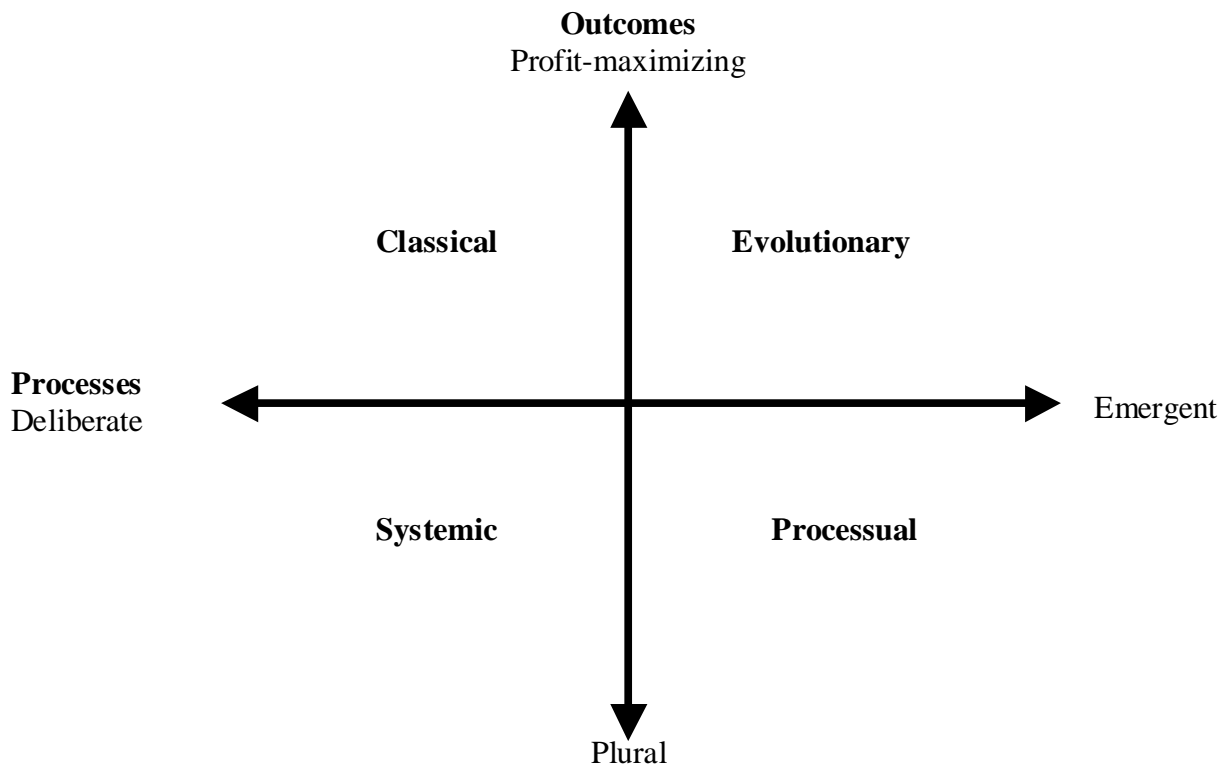 Outcomes
Profit-maximizing
Classical
Evolutionary
Processes
Deliberate
Emergent
Systemic
Processual
Plural